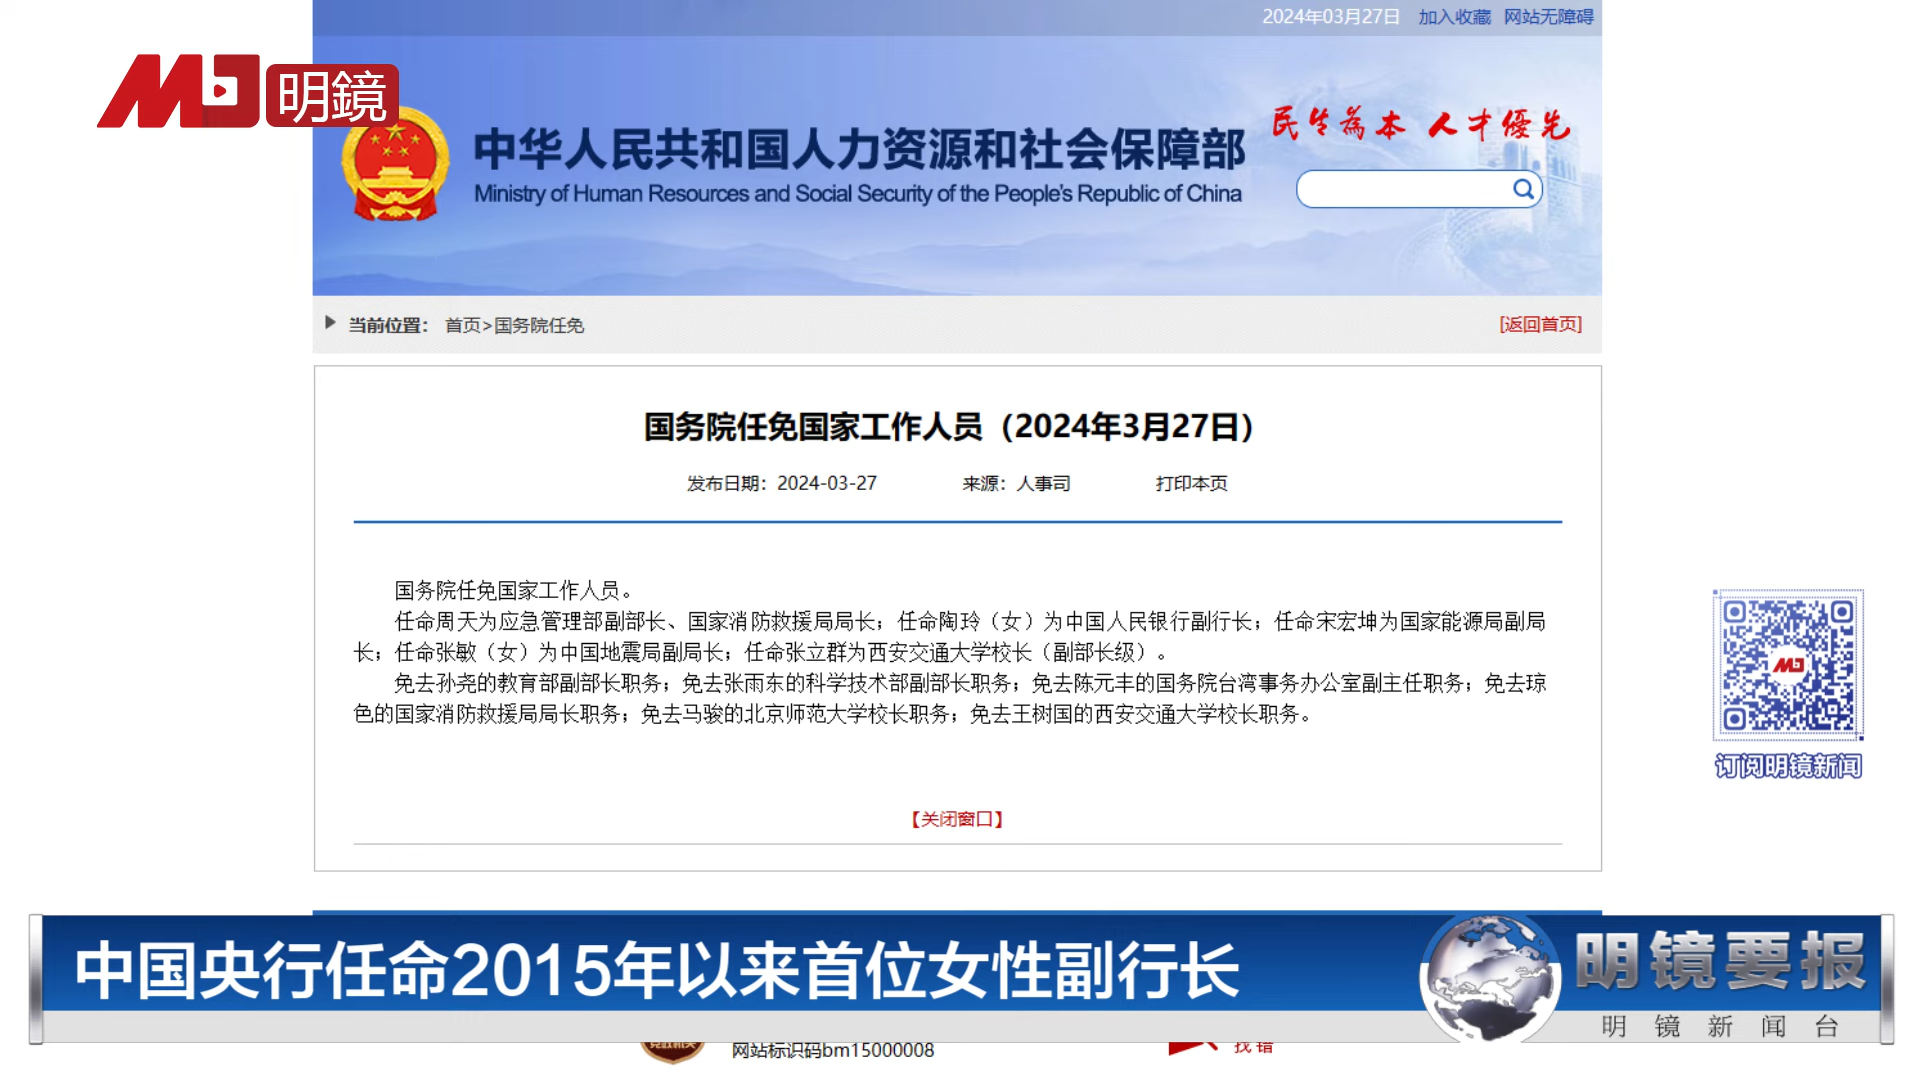 2024年03月27日 加入收藏 网站无障碍
明鏡
民生為本 人才優先
中华人民共和国人力资源和社会保障部
Ministry of Human Resources and Social Security of the People's Republic of China
当前位置： 首页>国务院任免
[返回首页]
国务院任免国家工作人员（2024年3月27日）
发布日期：2024-03-27 来源：人事司 打印本页
国务院任免国家工作人员。
任命周天为应急管理部副部长、国家消防救援局局长；任命陶玲（女）为中国人民银行副行长；任命宋宏坤为国家能源局副局
长；任命张敏（女）为中国地震局副局长；任命张立群为西安交通大学校长（副部长级）。
免去孙尧的教育部副部长职务；免去张雨东的科学技术部副部长职务；免去陈元丰的国务院台湾事务办公室副主任职务；免去琼
色的国家消防救援局局长职务；免去马骏的北京师范大学校长职务；免去王树国的西安交通大学校长职务。
订阅明镜新闻
【关闭窗口】
中国央行任命2015年以来首位女性副行长
明镜要报
明镜新闻台
网站标识码bm15000008
找错